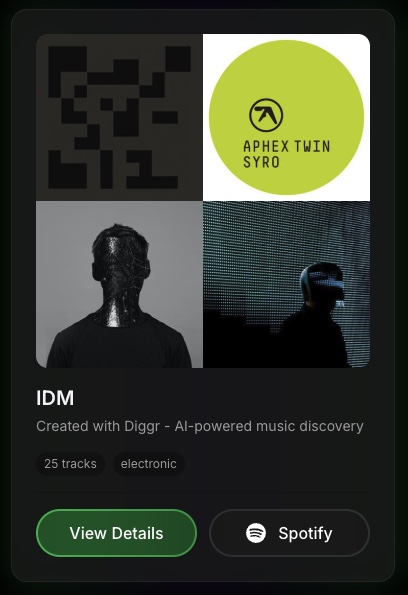 APHEX TWIN
SYRO
IDM
Created with Diggr - AI-powered music discovery
25 tracks
electronic
View Details
Spotify